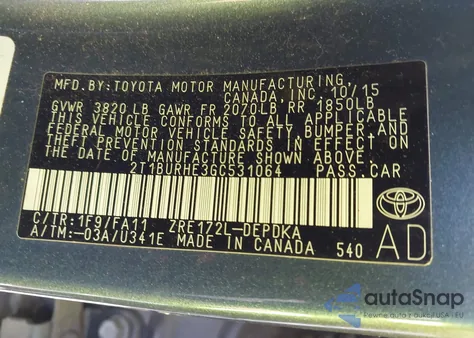 MFD. BY: TOYOTA MOTOR MANUFACTURING
CANADA INC. 10/15
GVWR 3820 LB GAWR FR 2070LB RR 1850LB
THIS VEHICLE CONFORMS TO ALL APPLICABLE
FEDERAL MOTOR VEHICLE SAFETY, BUMPER, AND
THEFT PREVENTION STANDARDS IN EFFECT ON
THE DATE OF MANUFACTURE SHOWN ABOVE.
2T1BURHE3GC531064 PASS.CAR
C/TR:1F9/FA11 ZRE172L-DEPDKA
A/TM:-03A/U341E MADE IN CANADA 540
AD
autoSnap